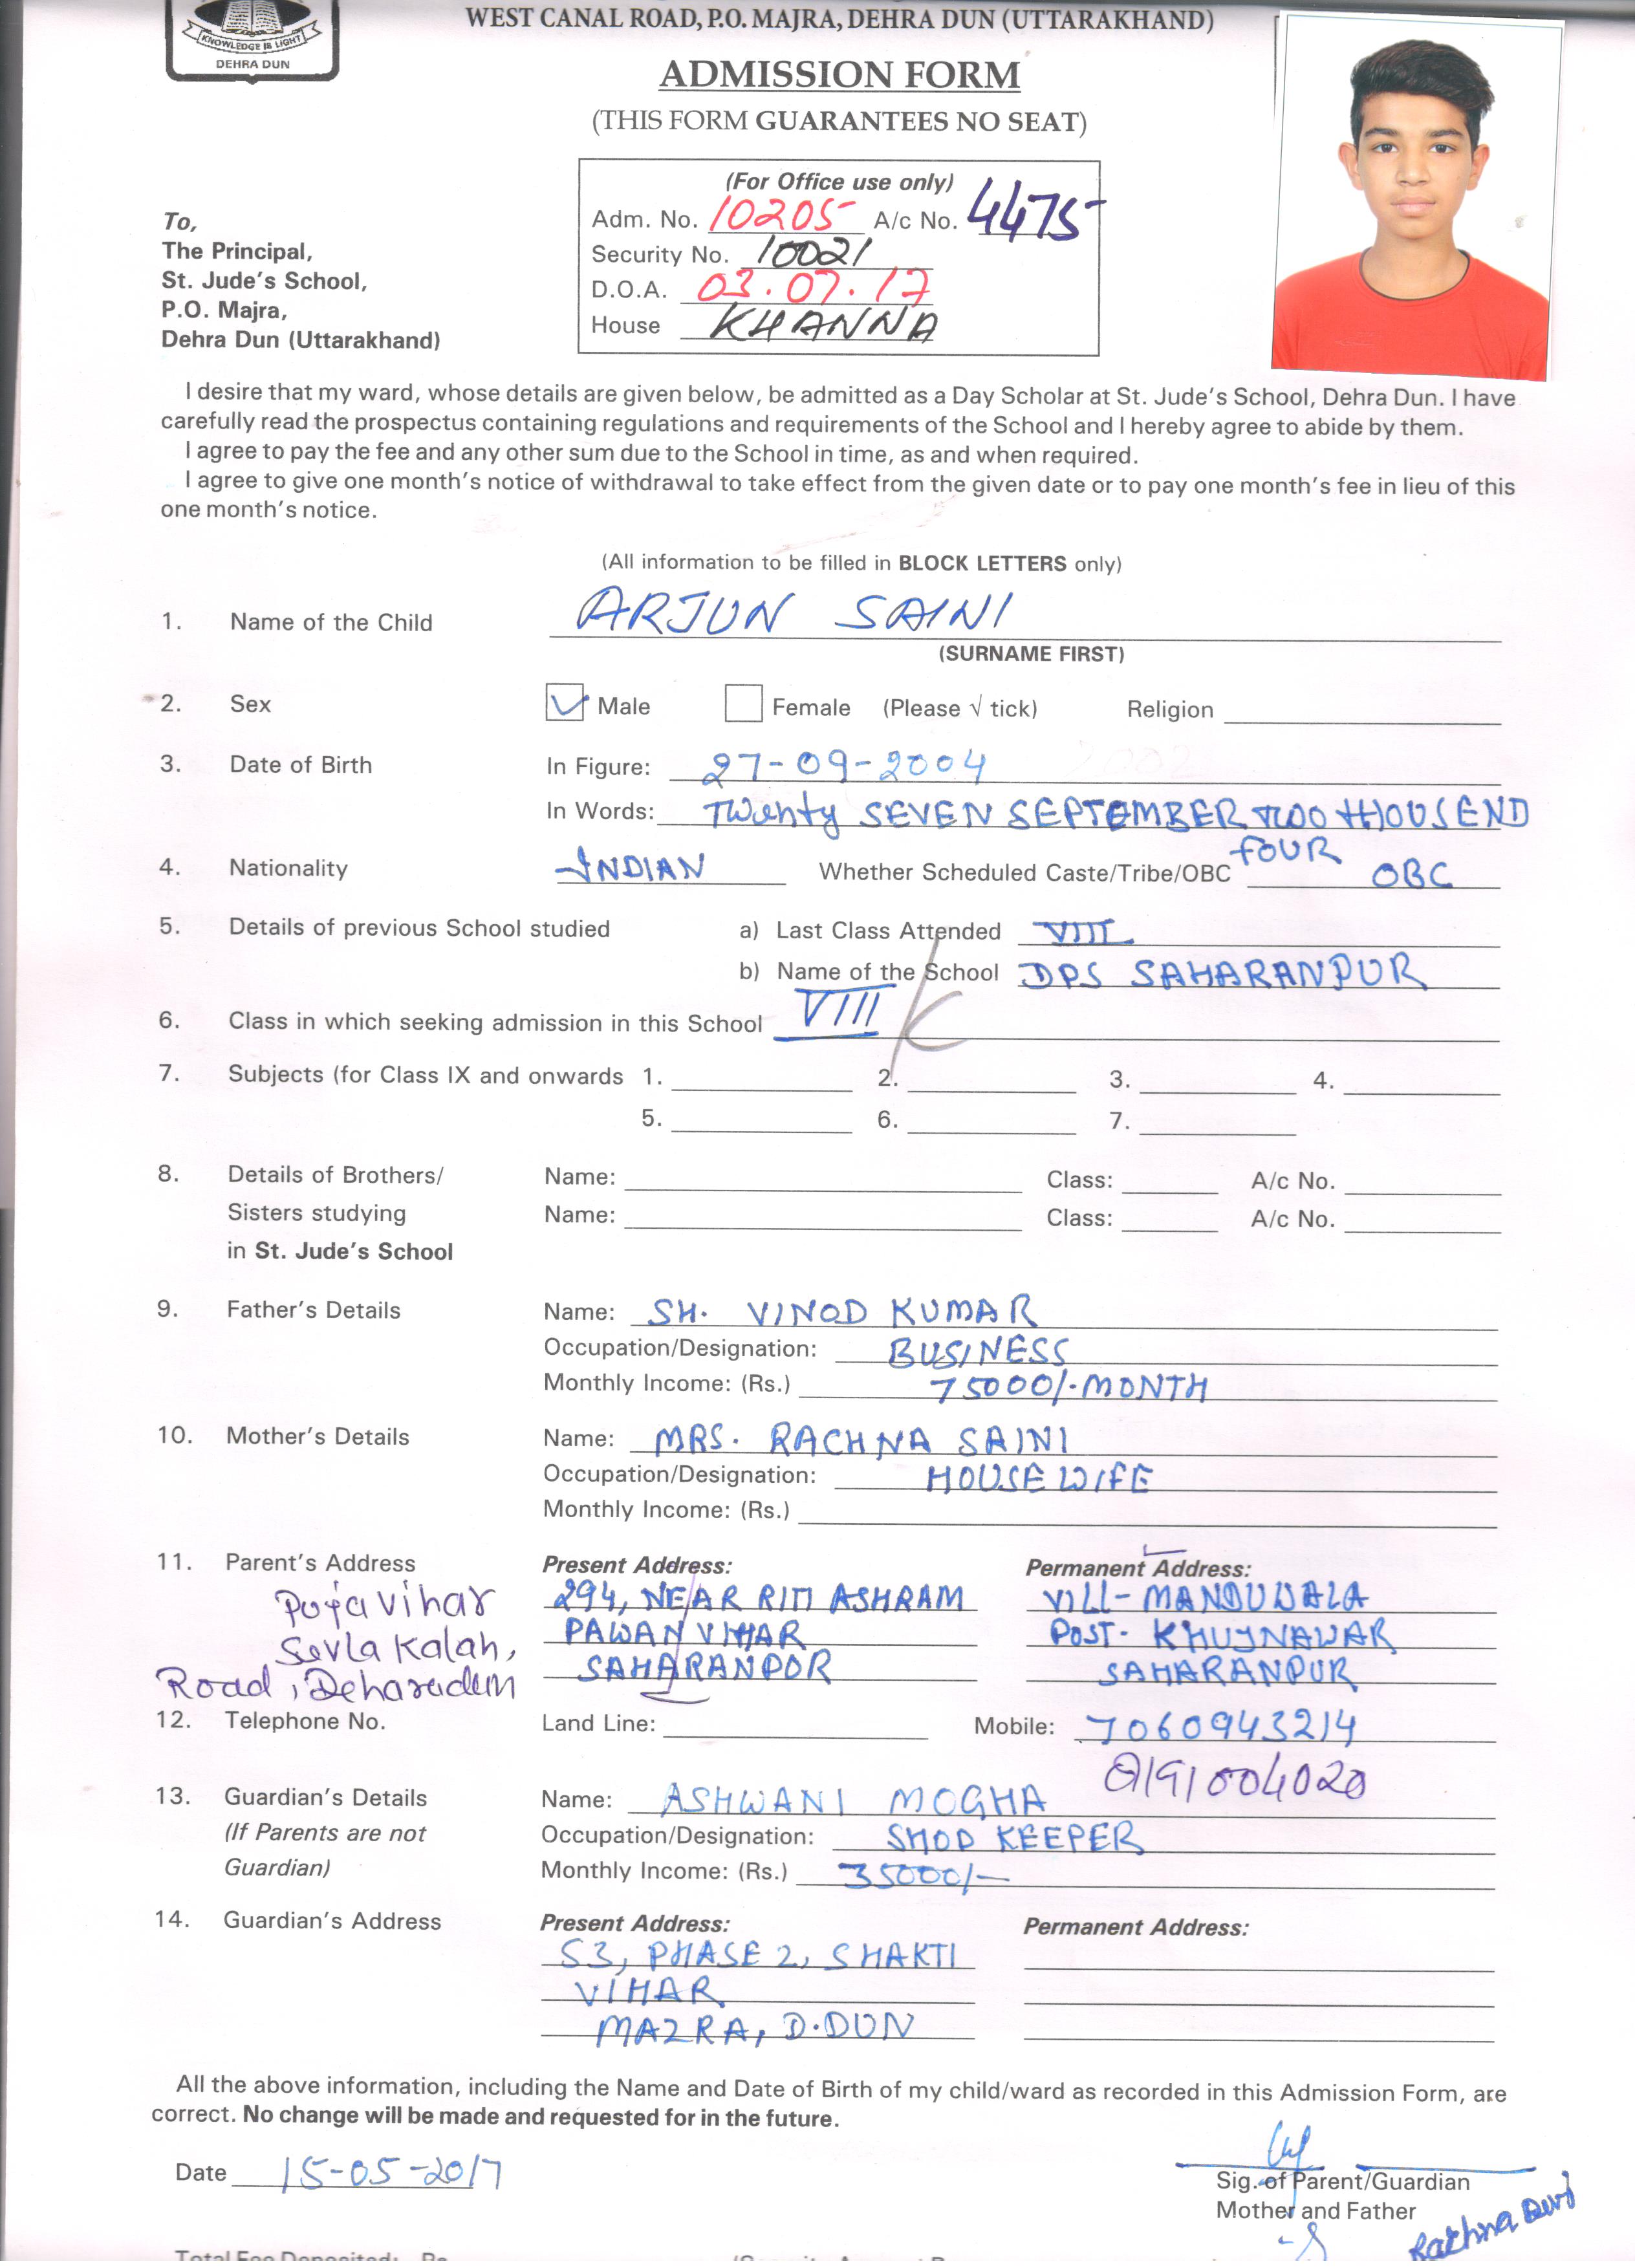 WEST CANAL ROAD, P.O. MAJRA, DEHRA DUN (UTTARAKHAND)
KNOWLEDGE IS LIGHT
DEHRA DUN
ADMISSION FORM
(THIS FORM GUARANTEES NO SEAT)
(For Office use only)
Adm. No. 10205 A/c No. 4475
Security No. 10021
D.O.A. 03.07.17
House KHANNA
To,
The Principal,
St. Jude's School,
P.O. Majra,
Dehra Dun (Uttarakhand)
I desire that my ward, whose details are given below, be admitted as a Day Scholar at St. Jude's School, Dehra Dun. I have
carefully read the prospectus containing regulations and requirements of the School and I hereby agree to abide by them.
I agree to pay the fee and any other sum due to the School in time, as and when required.
I agree to give one month's notice of withdrawal to take effect from the given date or to pay one month's fee in lieu of this
one month's notice.
(All information to be filled in BLOCK LETTERS only)
1. Name of the Child ARJUN SAINI
(SURNAME FIRST)
2. Sex Male Female (Please √ tick) Religion
3. Date of Birth In Figure: 27-09-2004
In Words: Twenty SEVEN SEPTEMBER TWO THOUSEND
FOUR
4. Nationality INDIAN Whether Scheduled Caste/Tribe/OBC OBC
5. Details of previous School studied a) Last Class Attended VIII
b) Name of the School DPS SAHARANPUR
6. Class in which seeking admission in this School VIII
7. Subjects (for Class IX and onwards 1. 2. 3. 4.
5. 6. 7.
8. Details of Brothers/ Name: Class: A/c No.
Sisters studying Name: Class: A/c No.
in St. Jude's School
9. Father's Details Name: SH. VINOD KUMAR
Occupation/Designation: BUSINESS
Monthly Income: (Rs.) 75000/-MONTH
10. Mother's Details Name: MRS. RACHNA SAINI
Occupation/Designation: HOUSE WIFE
Monthly Income: (Rs.)
11. Parent's Address Present Address: Permanent Address:
Puja Vihar 294, NEAR RITI ASHRAM VILL- MANDUWALA
Sevla Kalah, PAWAN VIHAR POST- KHUJNAWAR
Road, Deharadum SAHARANPOR SAHARANPUR
12. Telephone No. Land Line: Mobile: 7060943214
8191004020
13. Guardian's Details Name: ASHWANI MOGHA
(If Parents are not Occupation/Designation: SHOD KEEPER
Guardian) Monthly Income: (Rs.) 35000/-
14. Guardian's Address Present Address: Permanent Address:
53, PHASE 2, SHAKTI
VIHAR
MAZRA, D.DUN
All the above information, including the Name and Date of Birth of my child/ward as recorded in this Admission Form, are
correct. No change will be made and requested for in the future.
Date 15-05-2017
Sig. of Parent/Guardian
Mother and Father
Rachna Devi